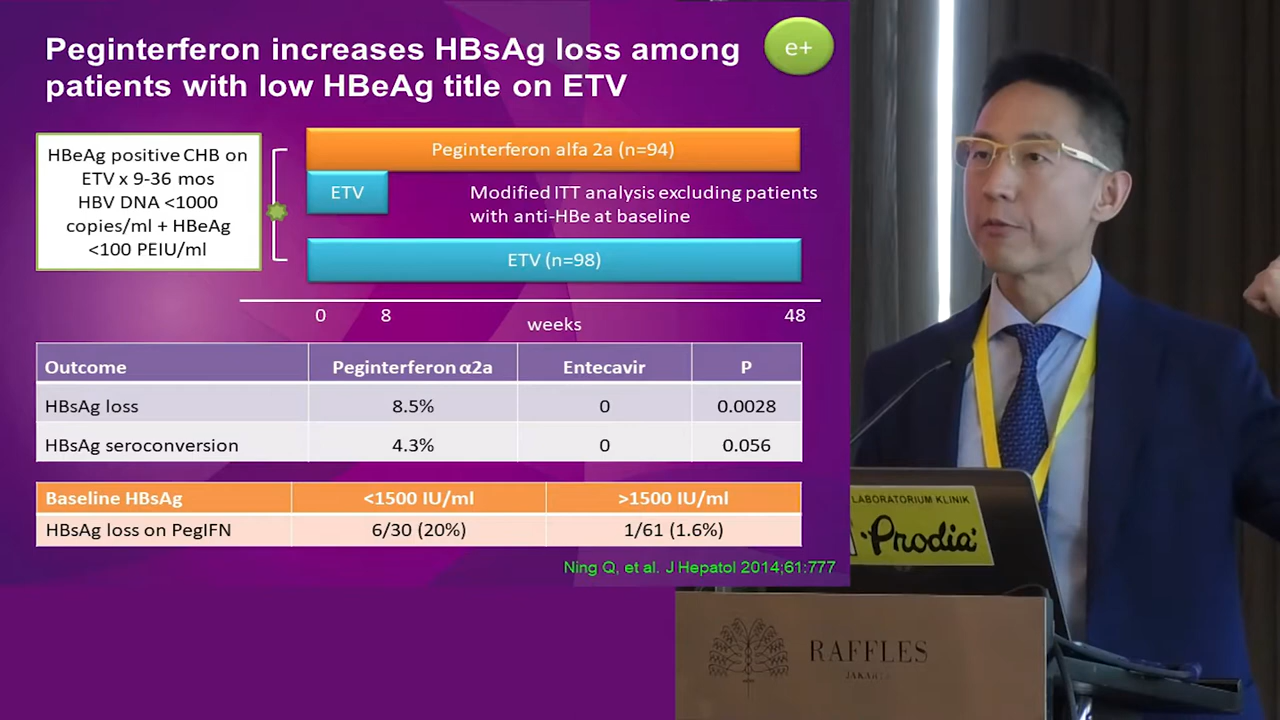 Peginterferon increases HBsAg loss among
patients with low HBeAg title on ETV
e+
HBeAg positive CHB on
ETV x 9-36 mos
HBV DNA <1000
copies/ml + HBeAg
<100 PEIU/ml
Peginterferon alfa 2a (n=94)
ETV
Modified ITT analysis excluding patients
with anti-HBe at baseline
ETV (n=98)
0 8 48
weeks
Outcome Peginterferon α2a Entecavir P
HBsAg loss 8.5% 0 0.0028
HBsAg seroconversion 4.3% 0 0.056
Baseline HBsAg <1500 IU/ml >1500 IU/ml
HBsAg loss on PegIFN 6/30 (20%) 1/61 (1.6%)
Ning Q, et al. J Hepatol 2014;61:777
LABORATORIUM KLINIK
Prodia
RAFFLES
JAKARTA